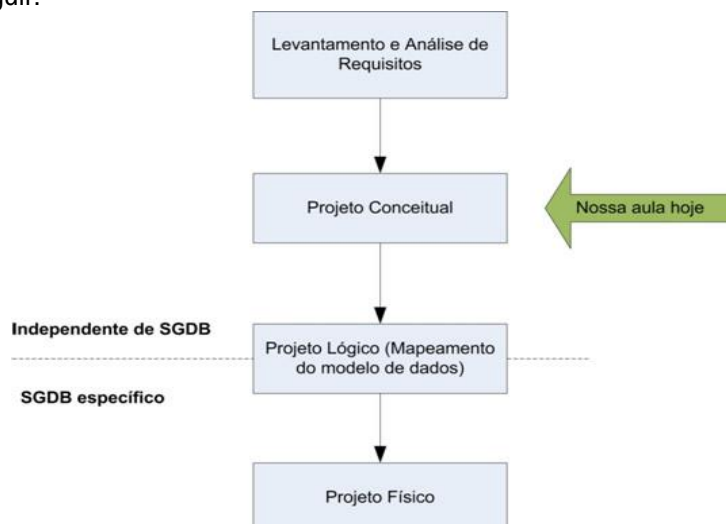 Levantamento e Análise de
Requisitos
Projeto Conceitual
Nossa aula hoje
Independente de SGDB
Projeto Lógico (Mapeamento
do modelo de dados)
SGDB específico
Projeto Físico